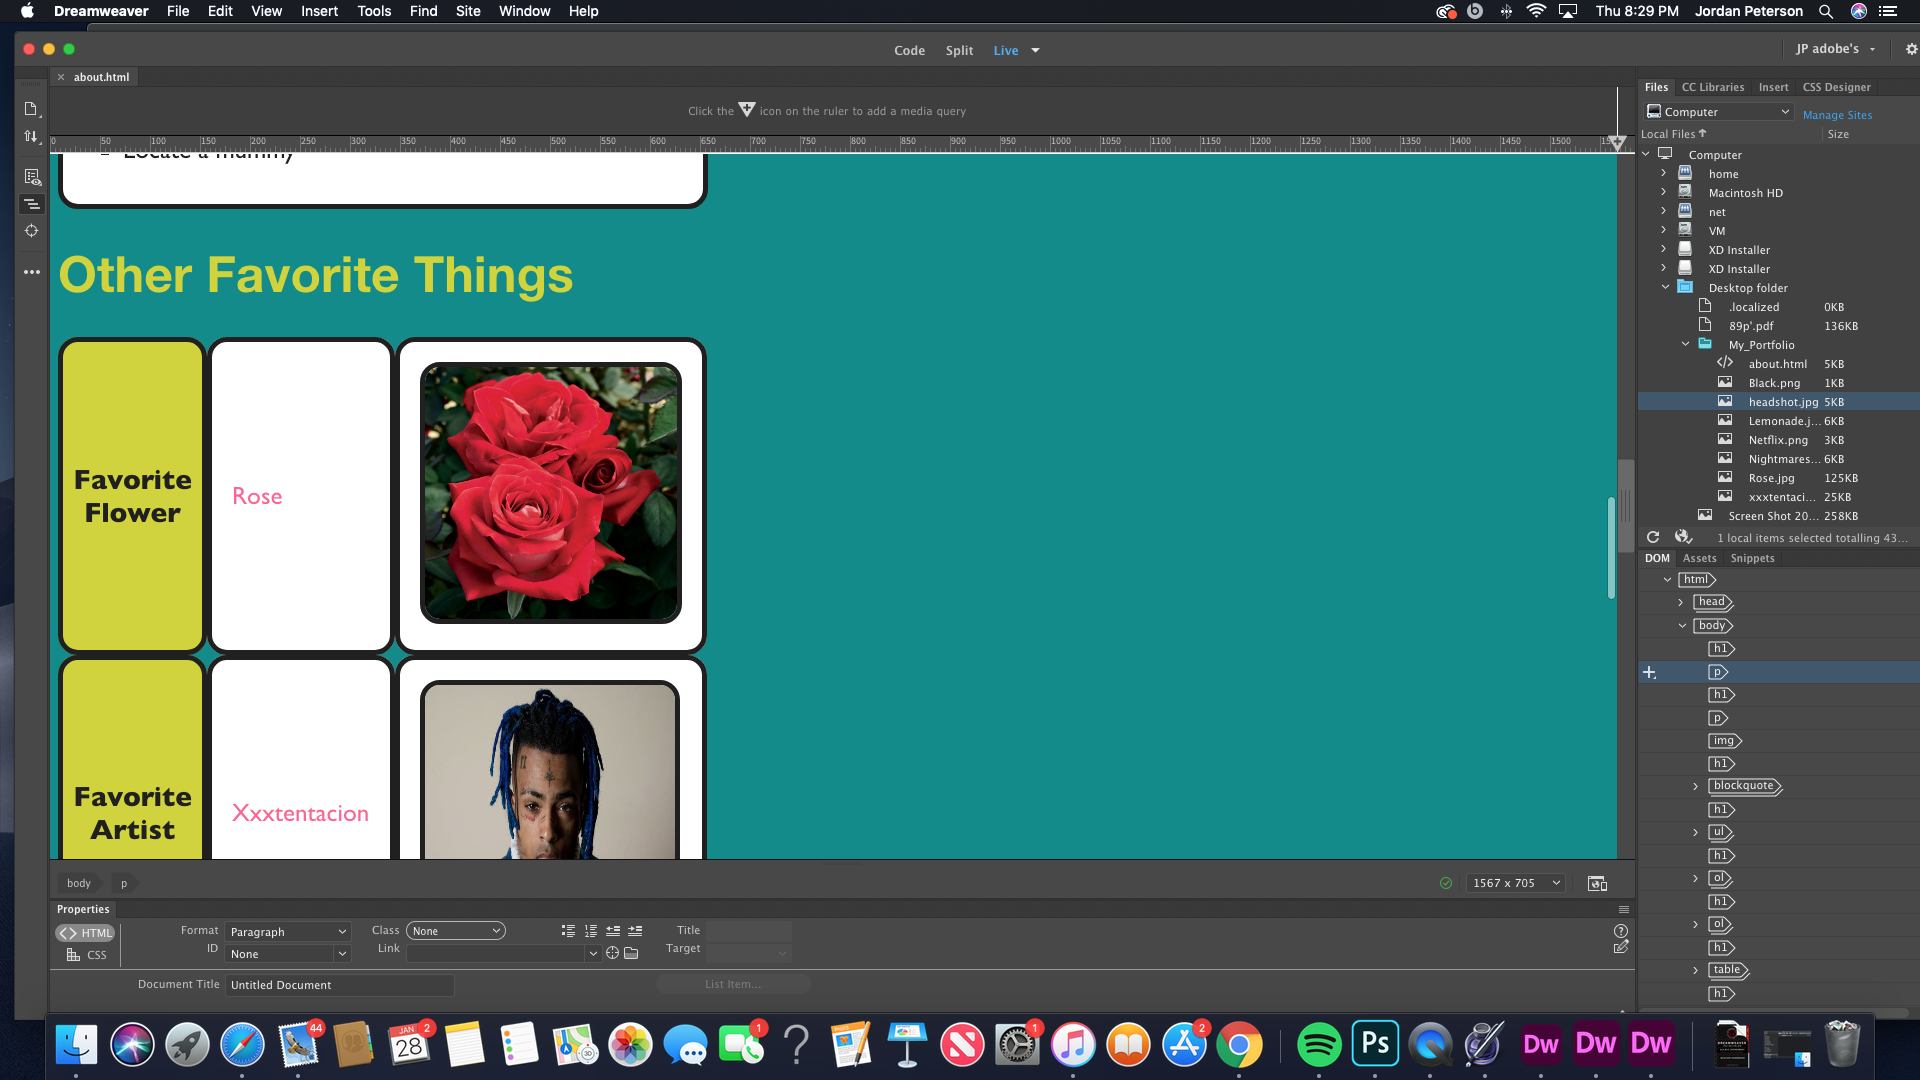 Dreamweaver File Edit View Insert Tools Find Site Window Help
Thu 8:29 PM Jordan Peterson
Code Split Live
JP adobe's
about.html
Click the icon on the ruler to add a media query
0 50 100 150 200 250 300 350 400 450 500 550 600 650 700 750 800 850 900 950 1000 1050 1100 1150 1200 1250 1300 1350 1400 1450 1500
Locate a mummy
Other Favorite Things
Favorite
Flower
Rose
Favorite
Artist
Xxxtentacion
body p
1567 x 705
Properties
HTML
CSS
Format Paragraph
Class None
Title
ID None
Link
Target
Document Title Untitled Document
List Item...
Files CC Libraries Insert CSS Designer
Computer
Manage Sites
Local Files Size
Computer
home
Macintosh HD
net
VM
XD Installer
XD Installer
Desktop folder
.localized 0KB
89p'.pdf 136KB
My_Portfolio
about.html 5KB
Black.png 1KB
headshot.jpg 5KB
Lemonade.j... 6KB
Netflix.png 3KB
Nightmares... 6KB
Rose.jpg 125KB
xxxtentaci... 25KB
Screen Shot 20... 258KB
1 local items selected totalling 43...
DOM Assets Snippets
html
head
body
h1
p
h1
p
img
h1
blockquote
h1
ul
h1
ol
h1
ol
h1
table
h1
44
JAN
28
2
1
1
2
Ps
Dw
Dw
Dw